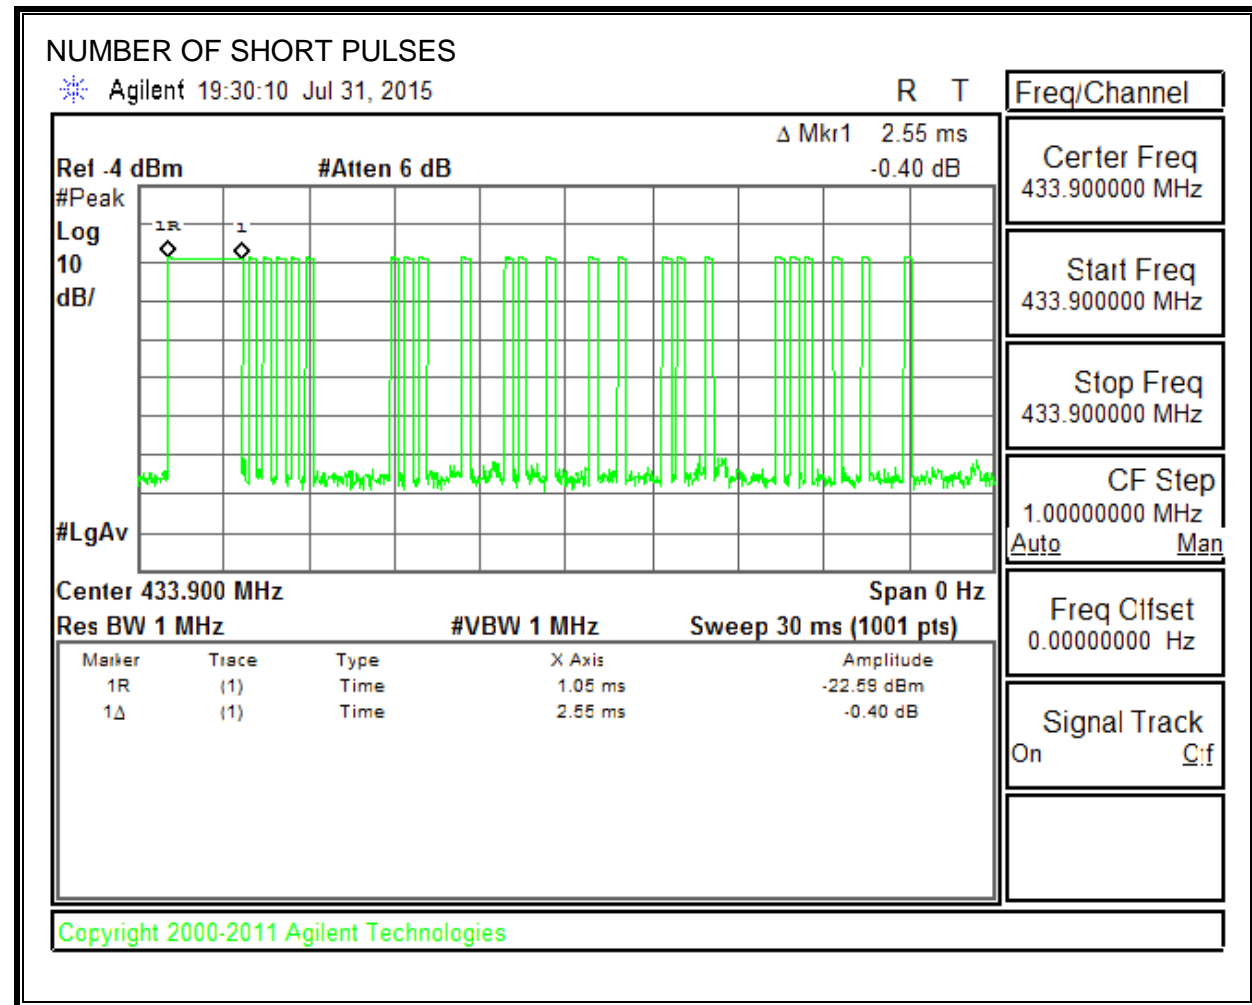 NUMBER OF SHORT PULSES
Agilent 19:30:10 Jul 31, 2015 R T Freq/Channel
Δ Mkr1 2.55 ms
Ref -4 dBm #Atten 6 dB -0.40 dB
#Peak
Log
10
dB/
1R 1
#LgAv
Center 433.900 MHz Span 0 Hz
Res BW 1 MHz #VBW 1 MHz Sweep 30 ms (1001 pts)
Marker Trace Type X Axis Amplitude
1R (1) Time 1.05 ms -22.59 dBm
1Δ (1) Time 2.55 ms -0.40 dB
Center Freq
433.900000 MHz
Start Freq
433.900000 MHz
Stop Freq
433.900000 MHz
CF Step
1.00000000 MHz
Auto Man
Freq Offset
0.00000000 Hz
Signal Track
On Off
Copyright 2000-2011 Agilent Technologies